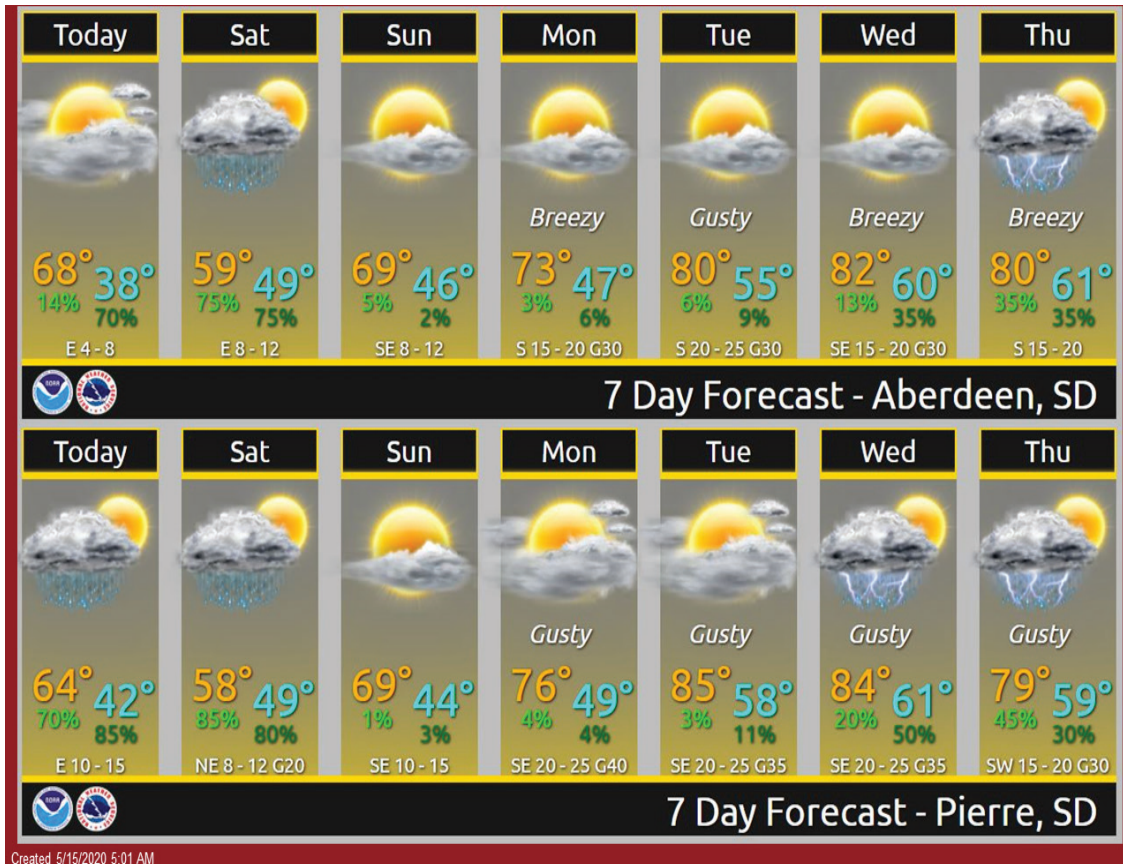 Today Sat Sun Mon Tue Wed Thu
Breezy Gusty Breezy Breezy
68° 38° 59° 49° 69° 46° 73° 47° 80° 55° 82° 60° 80° 61°
14% 75% 5% 3% 6% 13% 35%
70% 75% 2% 6% 9% 35% 35%
E 4 - 8 E 8 - 12 SE 8 - 12 S 15 - 20 G30 S 20 - 25 G30 SE 15 - 20 G30 S 15 - 20
7 Day Forecast - Aberdeen, SD
Today Sat Sun Mon Tue Wed Thu
Gusty Gusty Gusty Gusty
64° 42° 58° 49° 69° 44° 76° 49° 85° 58° 84° 61° 79° 59°
70% 85% 1% 4% 3% 20% 45%
85% 80% 3% 4% 11% 50% 30%
E 10 - 15 NE 8 - 12 G20 SE 10 - 15 SE 20 - 25 G40 SE 20 - 25 G35 SE 20 - 25 G35 SW 15 - 20 G30
7 Day Forecast - Pierre, SD
Created 5/15/2020 5:01 AM